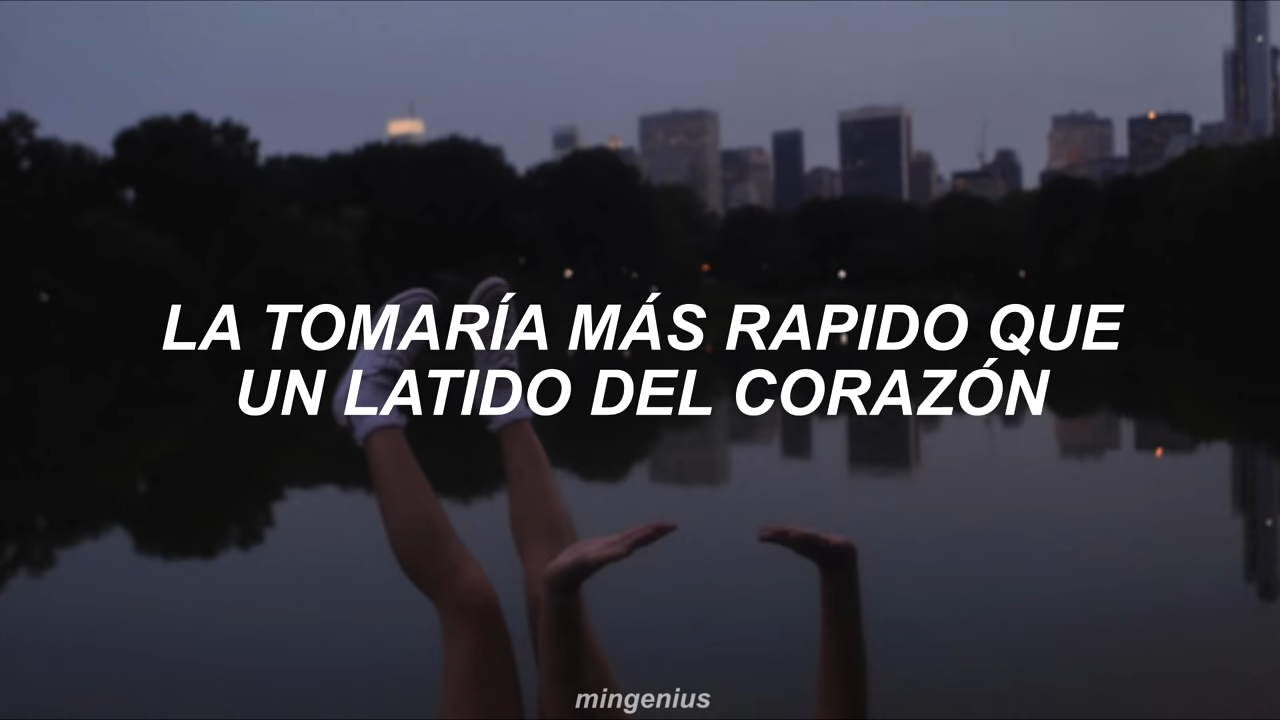 LA TOMARÍA MÁS RAPIDO QUE
UN LATIDO DEL CORAZÓN
mingenius